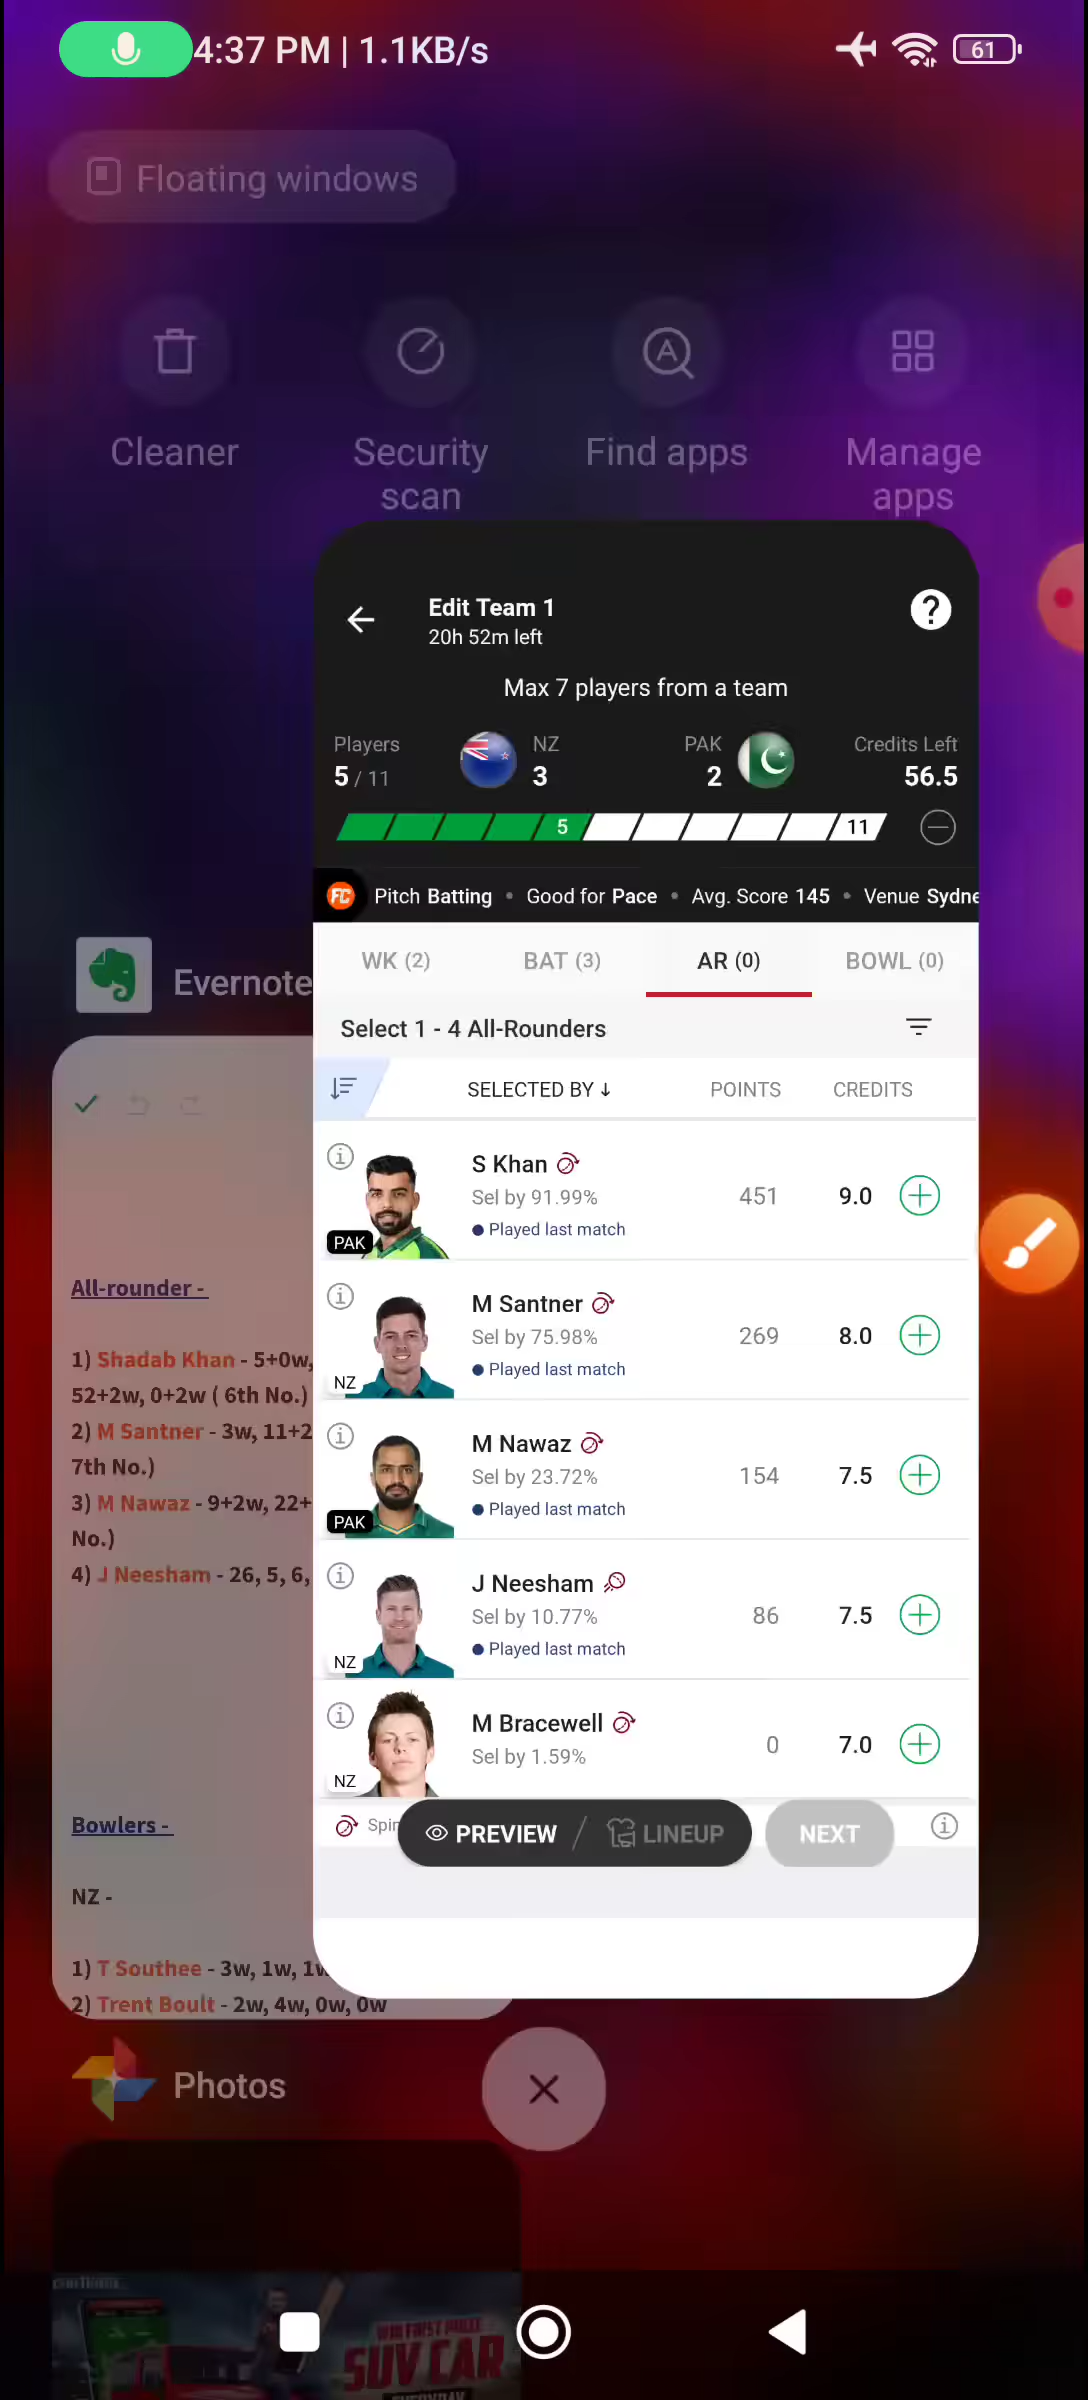 4:37 PM | 1.1KB/s
61
Floating windows
Cleaner
Security scan
Find apps
Manage apps
Edit Team 1
20h 52m left
?
Max 7 players from a team
Players
5 / 11
NZ
3
PAK
2
Credits Left
56.5
5
11
FC
Pitch Batting • Good for Pace • Avg. Score 145 • Venue Sydne
WK (2)
BAT (3)
AR (0)
BOWL (0)
Select 1 - 4 All-Rounders
SELECTED BY ↓
POINTS
CREDITS
S Khan
Sel by 91.99%
Played last match
PAK
451
9.0
M Santner
Sel by 75.98%
Played last match
NZ
269
8.0
M Nawaz
Sel by 23.72%
Played last match
PAK
154
7.5
J Neesham
Sel by 10.77%
Played last match
NZ
86
7.5
M Bracewell
Sel by 1.59%
NZ
0
7.0
PREVIEW / LINEUP
NEXT
Evernote
All-rounder -
1) Shadab Khan - 5+0w,
52+2w, 0+2w ( 6th No.)
2) M Santner - 3w, 11+2
7th No.)
3) M Nawaz - 9+2w, 22+
No.)
4) J Neesham - 26, 5, 6,
Bowlers -
NZ -
1) T Southee - 3w, 1w, 1w
2) Trent Boult - 2w, 4w, 0w, 0w
Photos
WIN FIRST PRIZE
SUV CAR
EVERYDAY